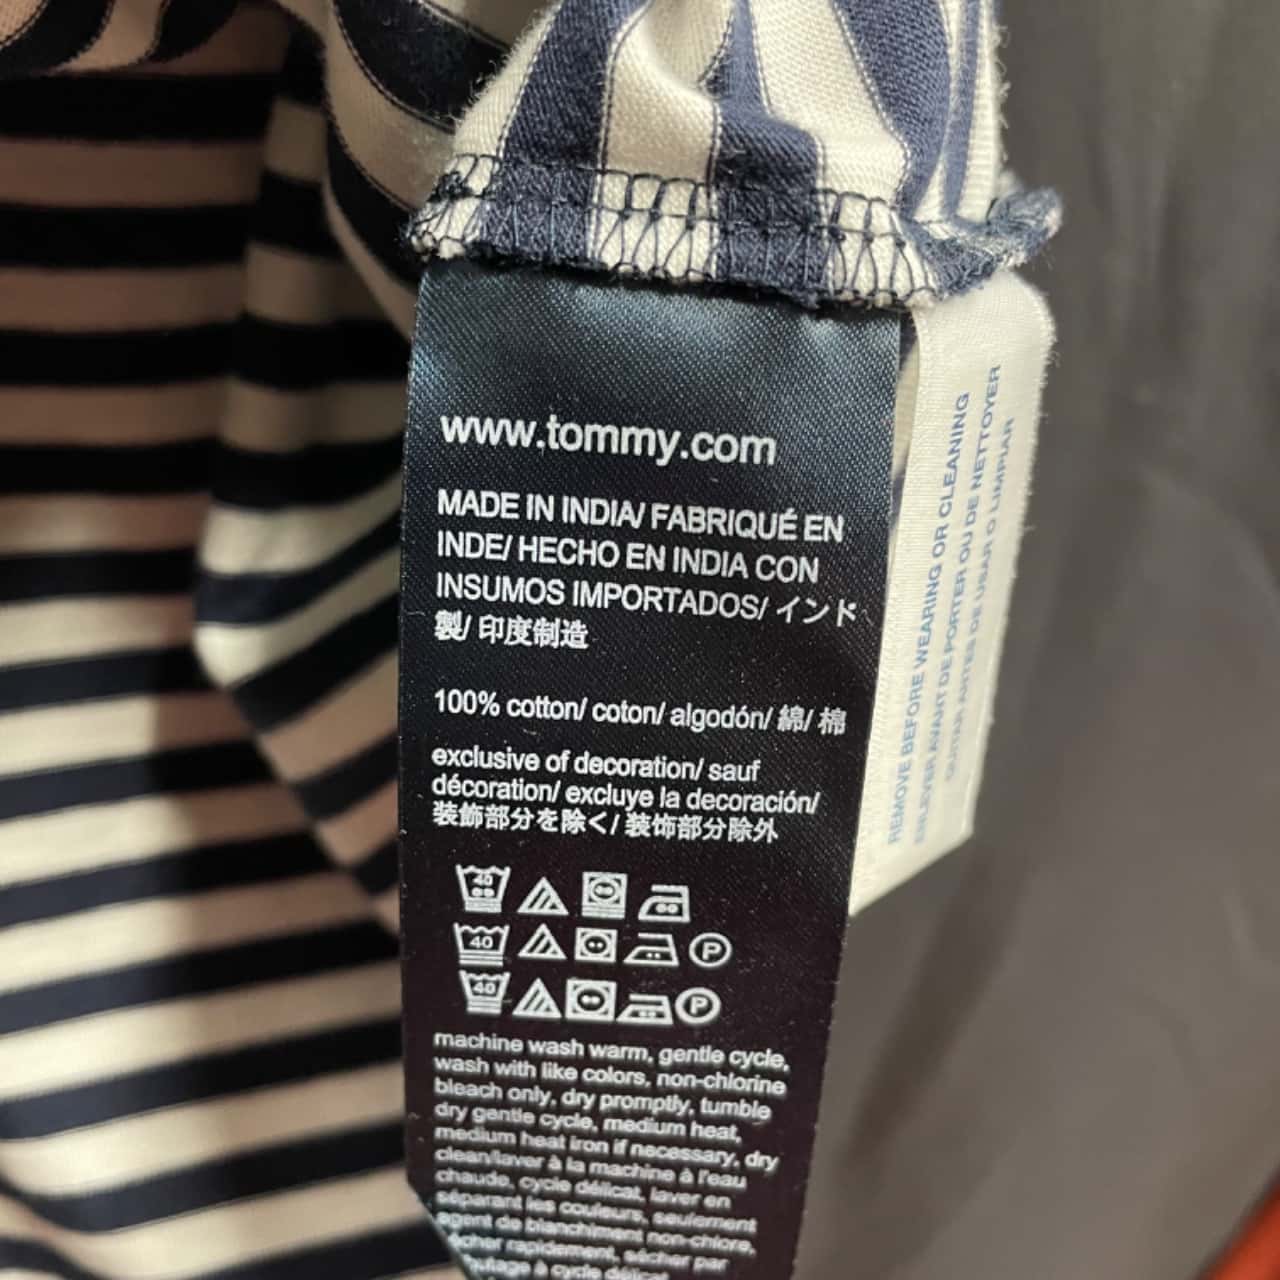 www.tommy.com
MADE IN INDIA/ FABRIQUÉ EN
INDE/ HECHO EN INDIA CON
INSUMOS IMPORTADOS/ インド
製/ 印度制造
100% cotton/ coton/ algodón/ 綿/ 棉
exclusive of decoration/ sauf
décoration/ excluye la decoración/
装飾部分を除く/ 装饰部分除外
40
40 P
40 P
machine wash warm, gentle cycle,
wash with like colors, non-chlorine
bleach only, dry promptly, tumble
dry gentle cycle, medium heat,
medium heat iron if necessary, dry
clean/laver à la machine à l'eau
chaude, cycle délicat, laver en
séparant les couleurs, seulement
agent de blanchiment non-chlore,
sécher rapidement, sécher par
culbutage à cycle délicat,
REMOVE BEFORE WEARING OR CLEANING
ENLEVER AVANT DE PORTER OU DE NETTOYER
QUITAR ANTES DE USAR O LIMPIAR